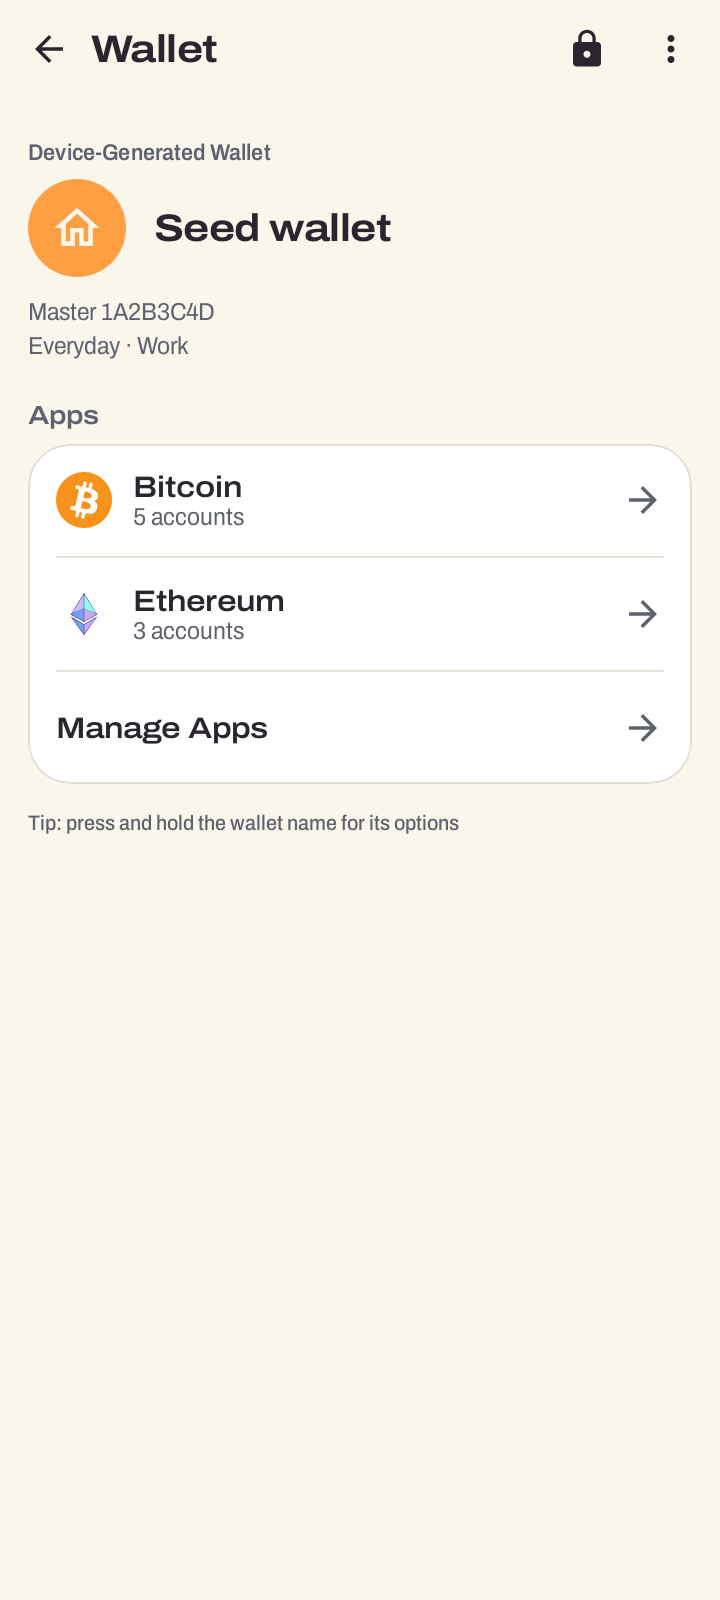 Wallet
Device-Generated Wallet
Seed wallet
Master 1A2B3C4D
Everyday · Work
Apps
Bitcoin
5 accounts
Ethereum
3 accounts
Manage Apps
Tip: press and hold the wallet name for its options